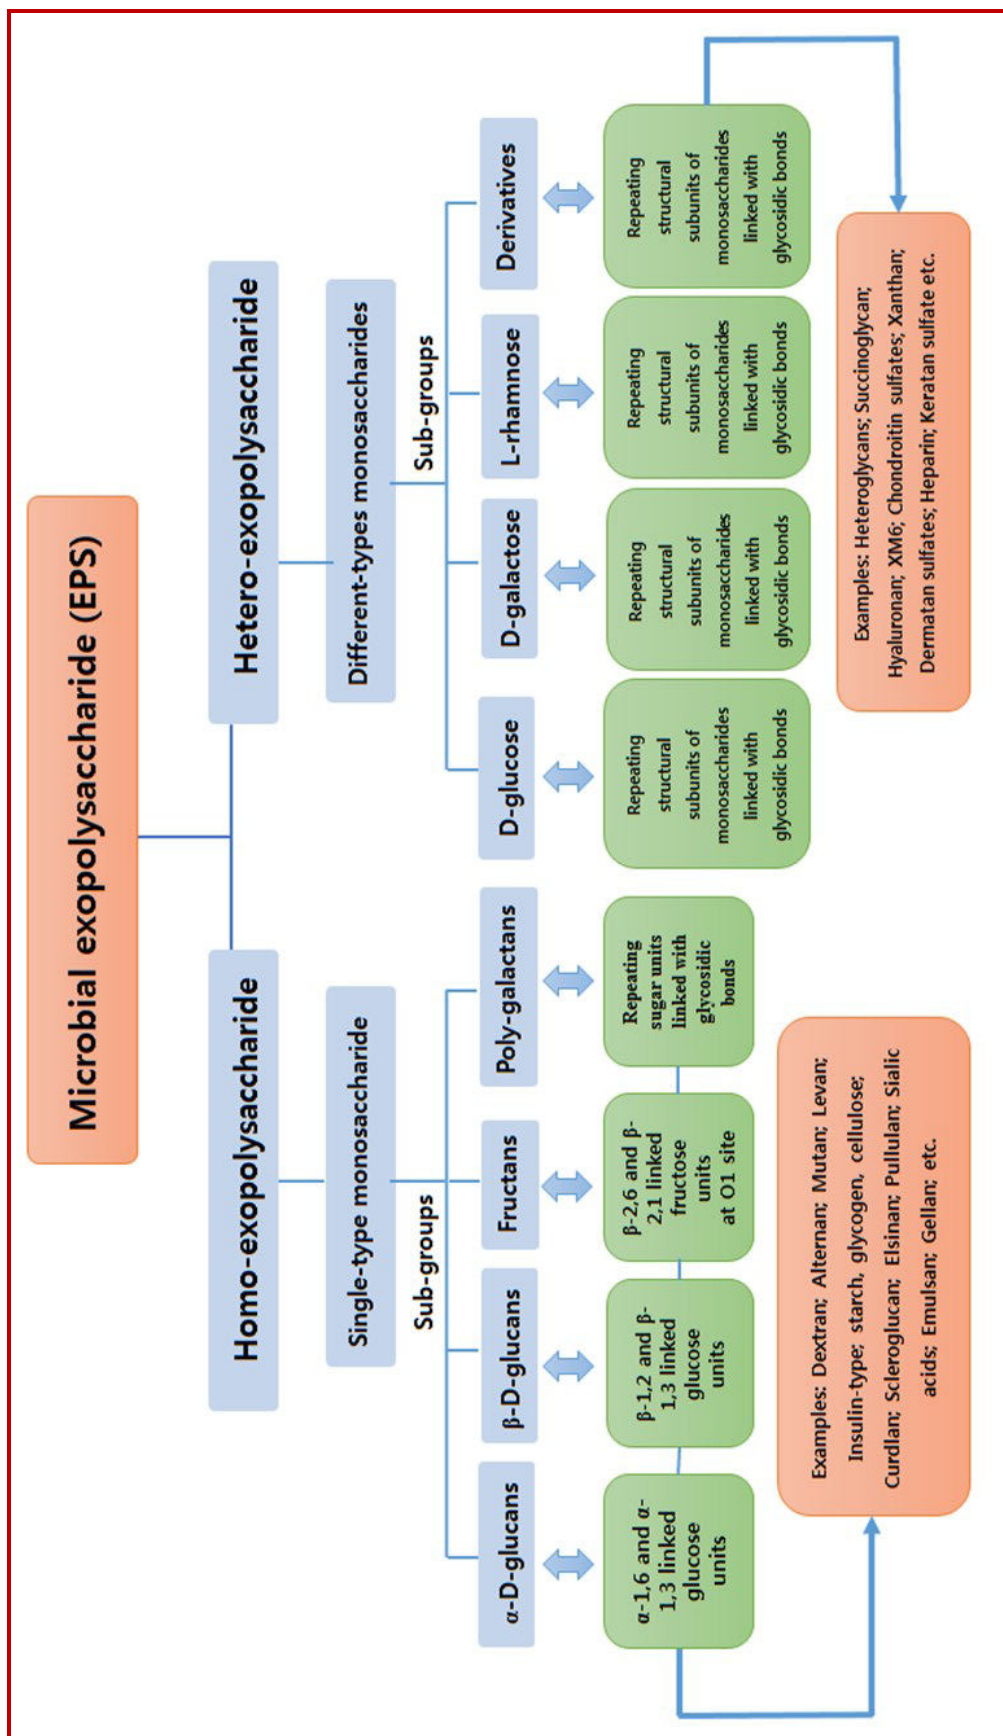 Microbial exopolysaccharide (EPS)
Homo-exopolysaccharide
Hetero-exopolysaccharide
Single-type monosaccharide
Different-types monosaccharides
Sub-groups
Sub-groups
α-D-glucans
β-D-glucans
Fructans
Poly-galactans
D-glucose
D-galactose
L-rhamnose
Derivatives
α-1,6 and α-
1,3 linked
glucose
units
β-1,2 and β-
1,3 linked
glucose
units
β-2,6 and β-
2,1 linked
fructose
units
at O1 site
Repeating
sugar units
linked with
glycosidic
bonds
Repeating
structural
subunits of
monosaccharides
linked with
glycosidic bonds
Repeating
structural
subunits of
monosaccharides
linked with
glycosidic bonds
Repeating
structural
subunits of
monosaccharides
linked with
glycosidic bonds
Repeating
structural
subunits of
monosaccharides
linked with
glycosidic bonds
Examples: Dextran; Alternan; Mutan; Levan;
Insulin-type; starch, glycogen, cellulose;
Curdlan; Scleroglucan; Elsinan; Pullulan; Sialic
acids; Emulsan; Gellan; etc.
Examples: Heteroglycans; Succinoglycan;
Hyaluronan; XM6; Chondroitin sulfates; Xanthan;
Dermatan sulfates; Heparin; Keratan sulfate etc.